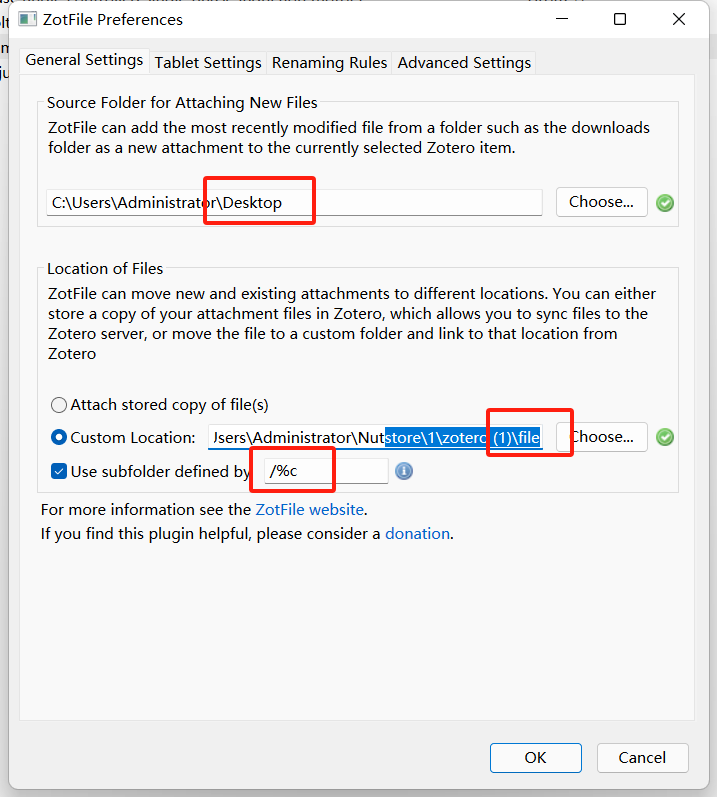 ZotFile Preferences
General Settings Tablet Settings Renaming Rules Advanced Settings
Source Folder for Attaching New Files
ZotFile can add the most recently modified file from a folder such as the downloads
folder as a new attachment to the currently selected Zotero item.
C:\Users\Administrator\Desktop Choose...
Location of Files
ZotFile can move new and existing attachments to different locations. You can either
store a copy of your attachment files in Zotero, which allows you to sync files to the
Zotero server, or move the file to a custom folder and link to that location from
Zotero
Attach stored copy of file(s)
Custom Location: Users\Administrator\Nutstore\1\zotero (1)\file Choose...
Use subfolder defined by /%c
For more information see the ZotFile website.
If you find this plugin helpful, please consider a donation.
OK Cancel